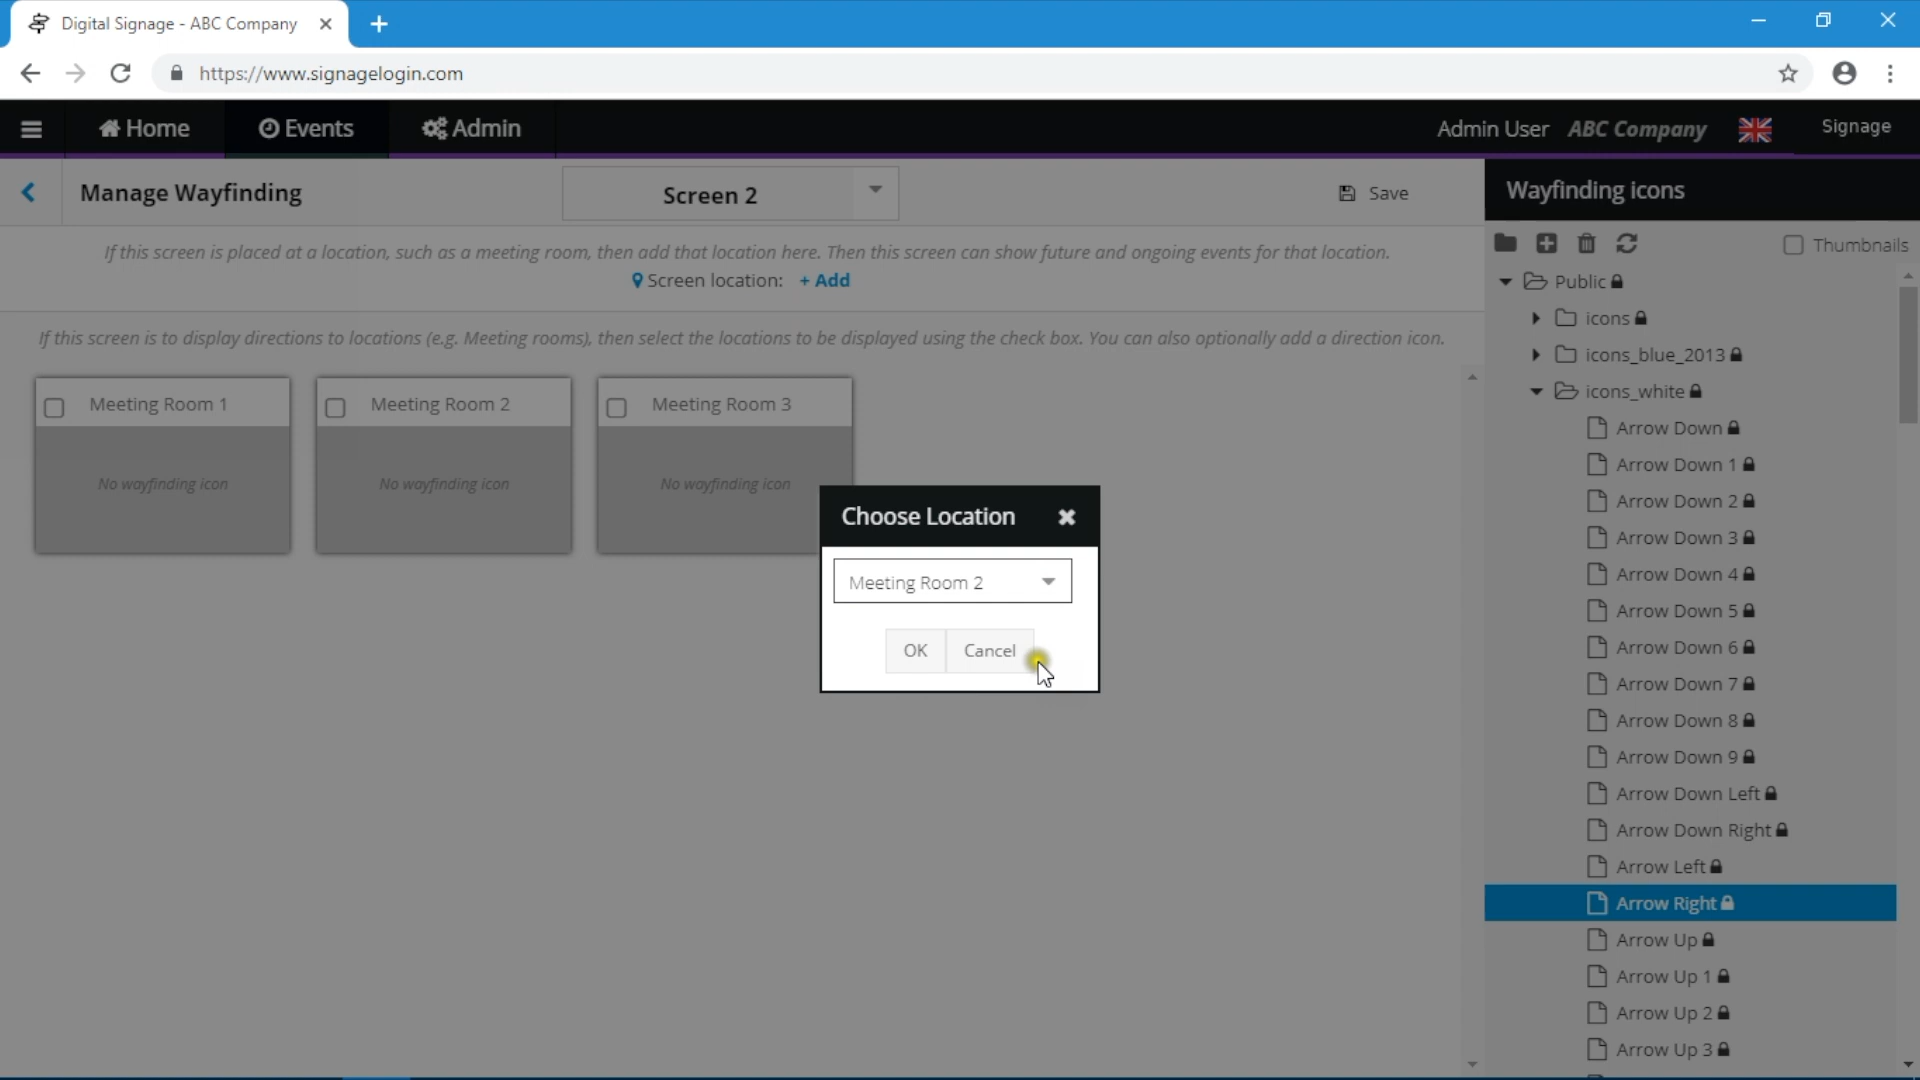 Digital Signage - ABC Company
https://www.signagelogin.com
Home
Events
Admin
Admin User
ABC Company
Signage
Manage Wayfinding
Screen 2
Save
Wayfinding icons
If this screen is placed at a location, such as a meeting room, then add that location here. Then this screen can show future and ongoing events for that location.
Screen location: + Add
Thumbnails
Public
icons
icons_blue_2013
icons_white
Arrow Down
Arrow Down 1
Arrow Down 2
Arrow Down 3
Arrow Down 4
Arrow Down 5
Arrow Down 6
Arrow Down 7
Arrow Down 8
Arrow Down 9
Arrow Down Left
Arrow Down Right
Arrow Left
Arrow Right
Arrow Up
Arrow Up 1
Arrow Up 2
Arrow Up 3
If this screen is to display directions to locations (e.g. Meeting rooms), then select the locations to be displayed using the check box. You can also optionally add a direction icon.
Meeting Room 1
No wayfinding icon
Meeting Room 2
No wayfinding icon
Meeting Room 3
No wayfinding icon
Choose Location
Meeting Room 2
OK
Cancel